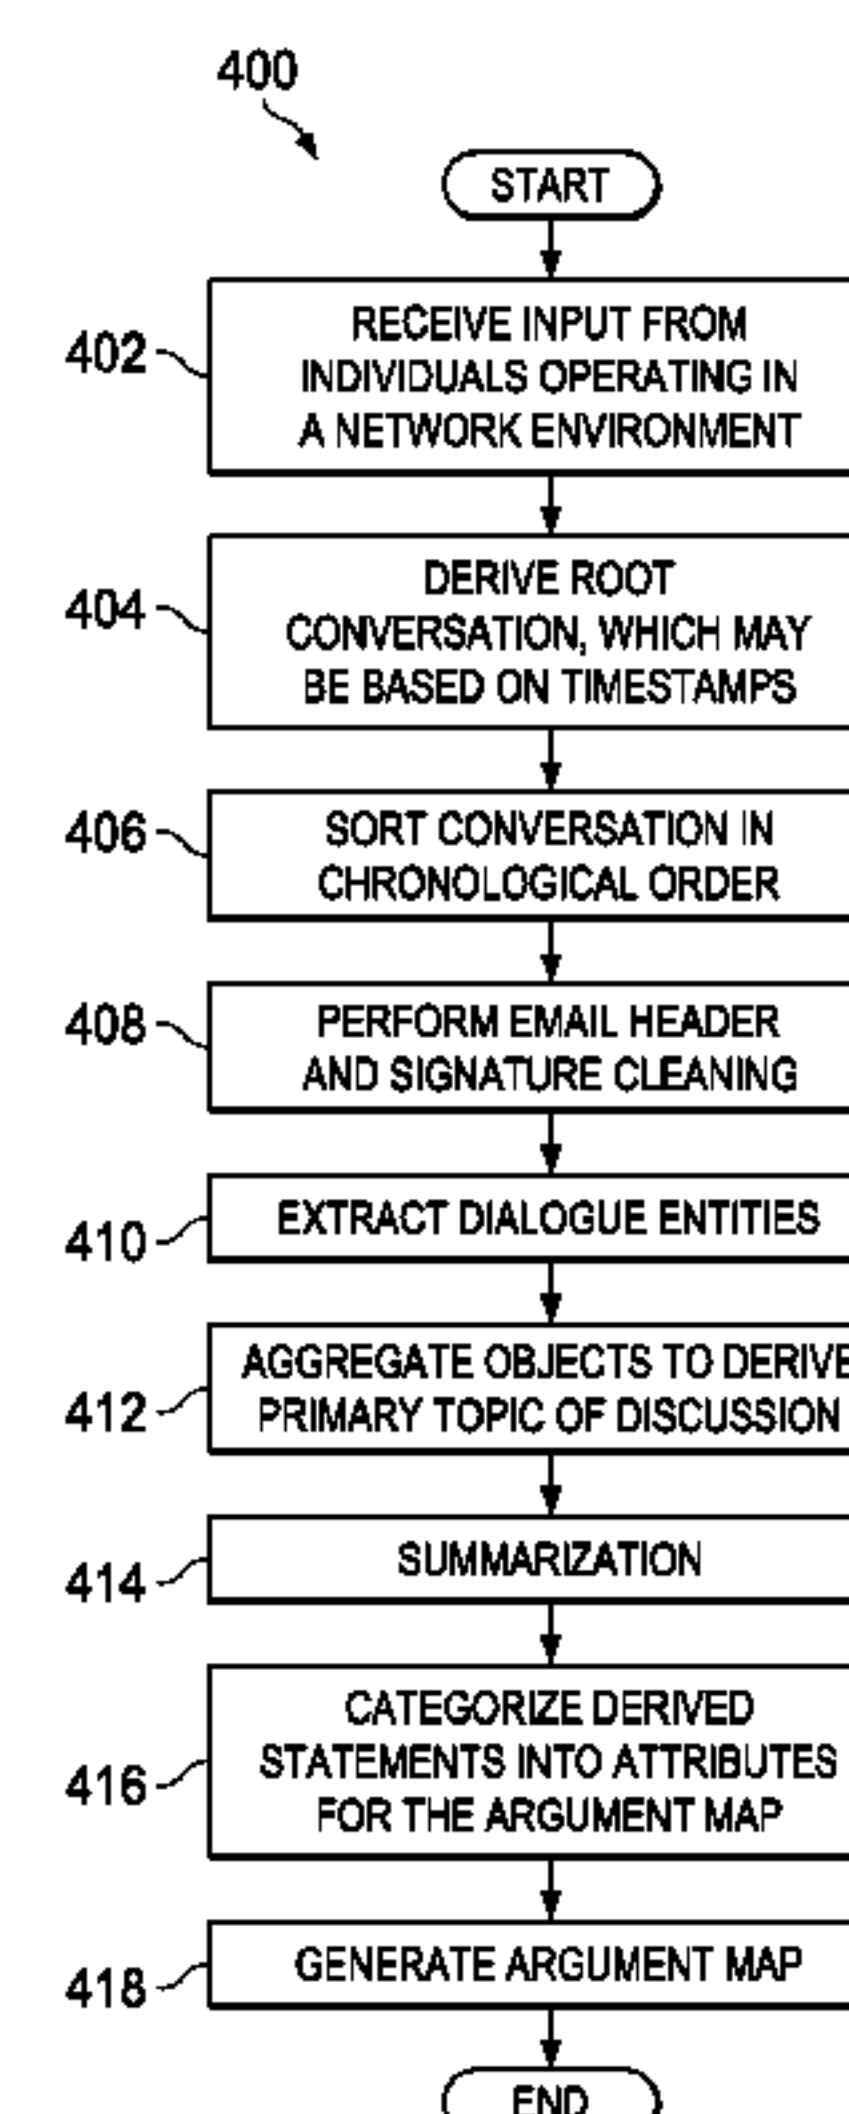 400
START
402
RECEIVE INPUT FROM
INDIVIDUALS OPERATING IN
A NETWORK ENVIRONMENT
404
DERIVE ROOT
CONVERSATION, WHICH MAY
BE BASED ON TIMESTAMPS
406
SORT CONVERSATION IN
CHRONOLOGICAL ORDER
408
PERFORM EMAIL HEADER
AND SIGNATURE CLEANING
410
EXTRACT DIALOGUE ENTITIES
412
AGGREGATE OBJECTS TO DERIVE
PRIMARY TOPIC OF DISCUSSION
414
SUMMARIZATION
416
CATEGORIZE DERIVED
STATEMENTS INTO ATTRIBUTES
FOR THE ARGUMENT MAP
418
GENERATE ARGUMENT MAP
END